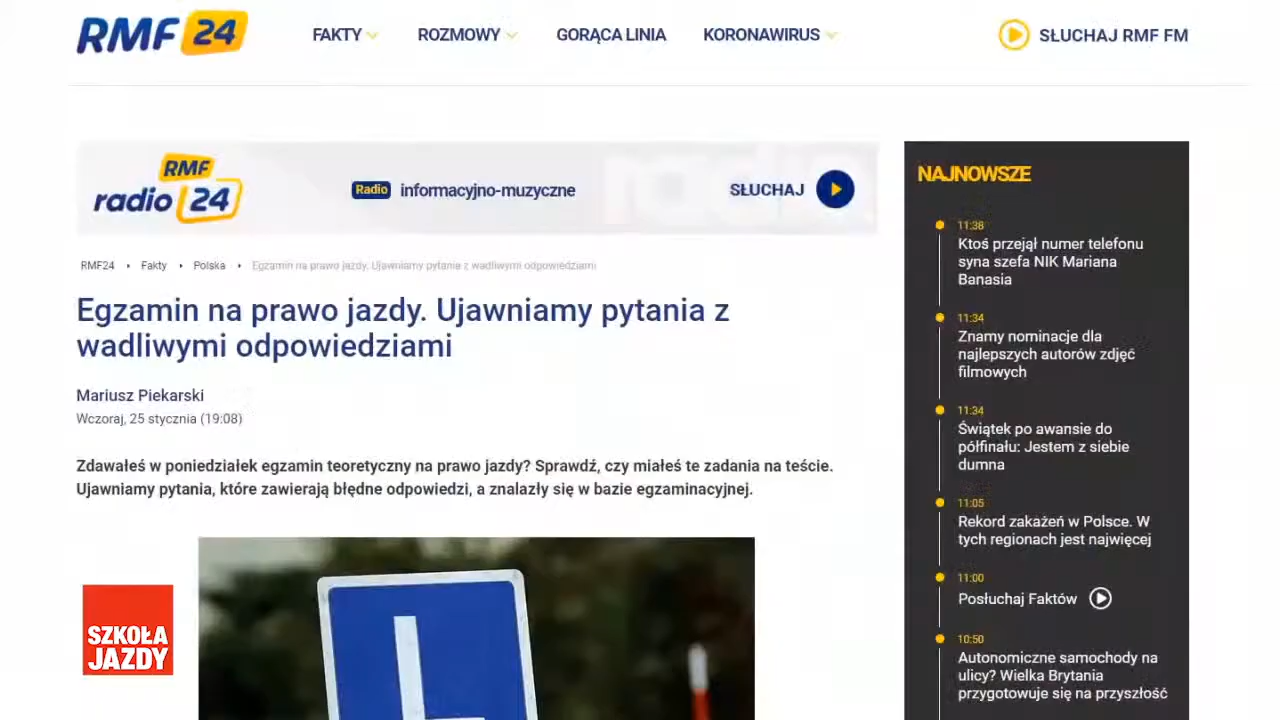 RMF 24
FAKTY
ROZMOWY
GORĄCA LINIA
KORONAWIRUS
SŁUCHAJ RMF FM
RMF
radio 24
Radio informacyjno-muzyczne
SŁUCHAJ
RMF24 • Fakty • Polska • Egzamin na prawo jazdy. Ujawniamy pytania z wadliwymi odpowiedziami
Egzamin na prawo jazdy. Ujawniamy pytania z
wadliwymi odpowiedziami
Mariusz Piekarski
Wczoraj, 25 stycznia (19:08)
Zdawałeś w poniedziałek egzamin teoretyczny na prawo jazdy? Sprawdź, czy miałeś te zadania na teście.
Ujawniamy pytania, które zawierają błędne odpowiedzi, a znalazły się w bazie egzaminacyjnej.
L
SZKOŁA
JAZDY
NAJNOWSZE
11:38
Ktoś przejął numer telefonu
syna szefa NIK Mariana
Banasia
11:34
Znamy nominacje dla
najlepszych autorów zdjęć
filmowych
11:34
Świątek po awansie do
półfinału: Jestem z siebie
dumna
11:05
Rekord zakażeń w Polsce. W
tych regionach jest najwięcej
11:00
Posłuchaj Faktów
10:50
Autonomiczne samochody na
ulicy? Wielka Brytania
przygotowuje się na przyszłość